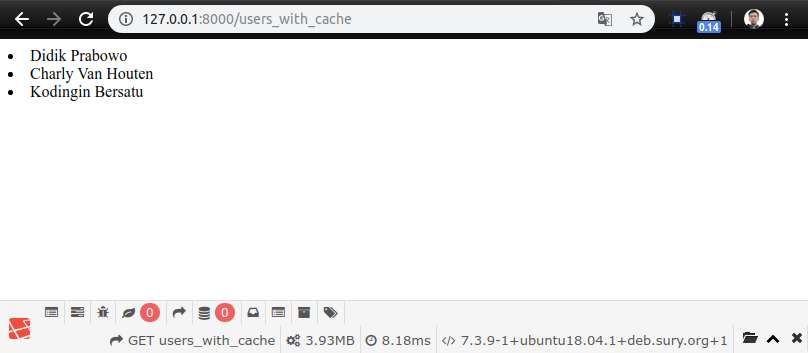 127.0.0.1:8000/users_with_cache
0.14
Didik Prabowo
Charly Van Houten
Kodingin Bersatu
0 0
GET users_with_cache 3.93MB 8.18ms </> 7.3.9-1+ubuntu18.04.1+deb.sury.org+1